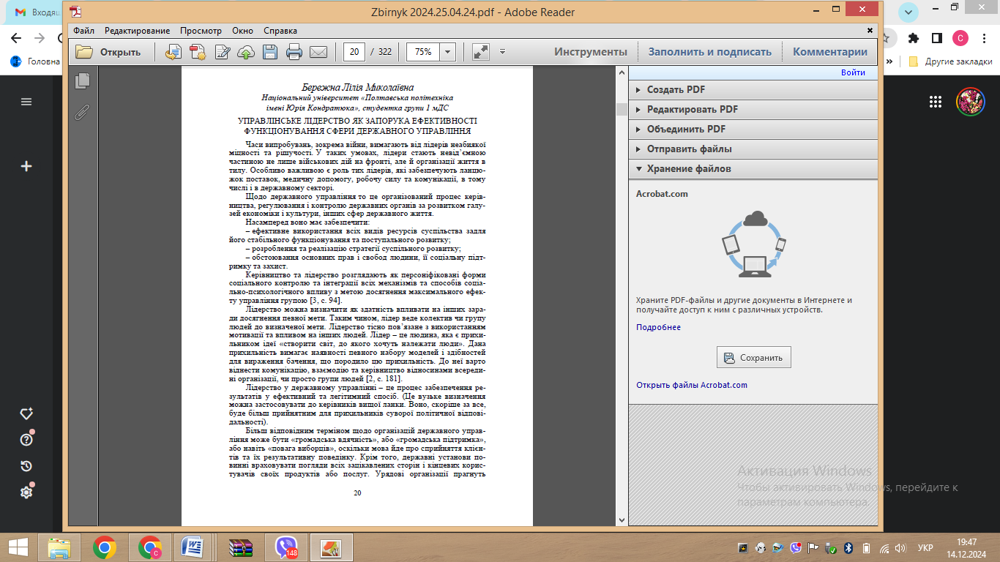 Входящ
Zbirnyk 2024.25.04.24.pdf - Adobe Reader
Файл Редактирование Просмотр Окно Справка
Открыть 20 / 322 75% Инструменты Заполнить и подписать Комментарии
Головна
Другие закладки
Войти
Создать PDF
Редактировать PDF
Объединить PDF
Отправить файлы
Хранение файлов
Acrobat.com
Храните PDF-файлы и другие документы в Интернете и
получайте доступ к ним с различных устройств.
Подробнее
Сохранить
Открыть файлы Acrobat.com
Бережна Лілія Миколаївна
Національний університет «Полтавська політехніка
імені Юрія Кондратюка», студентка групи 1 мДС
УПРАВЛІНСЬКЕ ЛІДЕРСТВО ЯК ЗАПОРУКА ЕФЕКТИВНОСТІ
ФУНКЦІОНУВАННЯ СФЕРИ ДЕРЖАВНОГО УПРАВЛІННЯ
Часи випробувань, зокрема війни, вимагають від лідерів неабиякої
міцності та рішучості. У таких умовах, лідери стають невід’ємною
частиною не лише військових дій на фронті, але й організації життя в
тилу. Особливо важливою є роль тих лідерів, які забезпечують ланцю-
жок поставок, медичну допомогу, робочу силу та комунікації, в тому
числі і в державному секторі.
Щодо державного управління то це організований процес керів-
ництва, регулювання і контролю державних органів за розвитком галу-
зей економіки і культури, інших сфер державного життя.
Насамперед воно має забезпечити:
– ефективне використання всіх видів ресурсів суспільства задля
його стабільного функціонування та поступального розвитку;
– розроблення та реалізацію стратегії суспільного розвитку;
– обстоювання основних прав і свобод людини, її соціальну підт-
римку та захист.
Керівництво та лідерство розглядають як персоніфіковані форми
соціального контролю та інтеграції всіх механізмів та способів соціа-
льно-психологічного впливу з метою досягнення максимального ефек-
ту управління групою [3, с. 94].
Лідерство можна визначити як здатність впливати на інших зара-
ди досягнення певної мети. Таким чином, лідер веде колектив чи групу
людей до визначеної мети. Лідерство тісно пов’язане з використанням
мотивації та впливом на інших людей. Лідер – це людина, яка є прихи-
льником ідеї «створити світ, до якого хочуть належати люди». Дана
прихильність вимагає наявності певного набору моделей і здібностей
для вираження бачення, що породило цю прихильність. До неї варто
віднести комунікацію, взаємодію та керівництво відносинами всереди-
ні організації, чи просто групи людей [2, с. 181].
Лідерство у державному управлінні – це процес забезпечення ре-
зультатів у ефективний та легітимний спосіб. (Це вузьке визначення
можна застосовувати до керівників вищої ланки. Воно, скоріше за все,
буде більш прийнятним для прихильників суворої політичної відпові-
дальності).
Більш відповідним терміном щодо організацій державного управ-
ління може бути «громадська вдячність», або «громадська підтримка»,
або навіть «повага виборців», оскільки мова йде про сприйняття клієн-
тів та їх результативну поведінку. Крім того, державні установи по-
винні враховувати погляди всіх зацікавлених сторін і кінцевих корис-
тувачів своїх продуктів або послуг. Урядові організації прагнуть
20
Активация Windows
Чтобы активировать Windows, перейдите к
параметрам компьютера.
148
УКР
19:47
14.12.2024